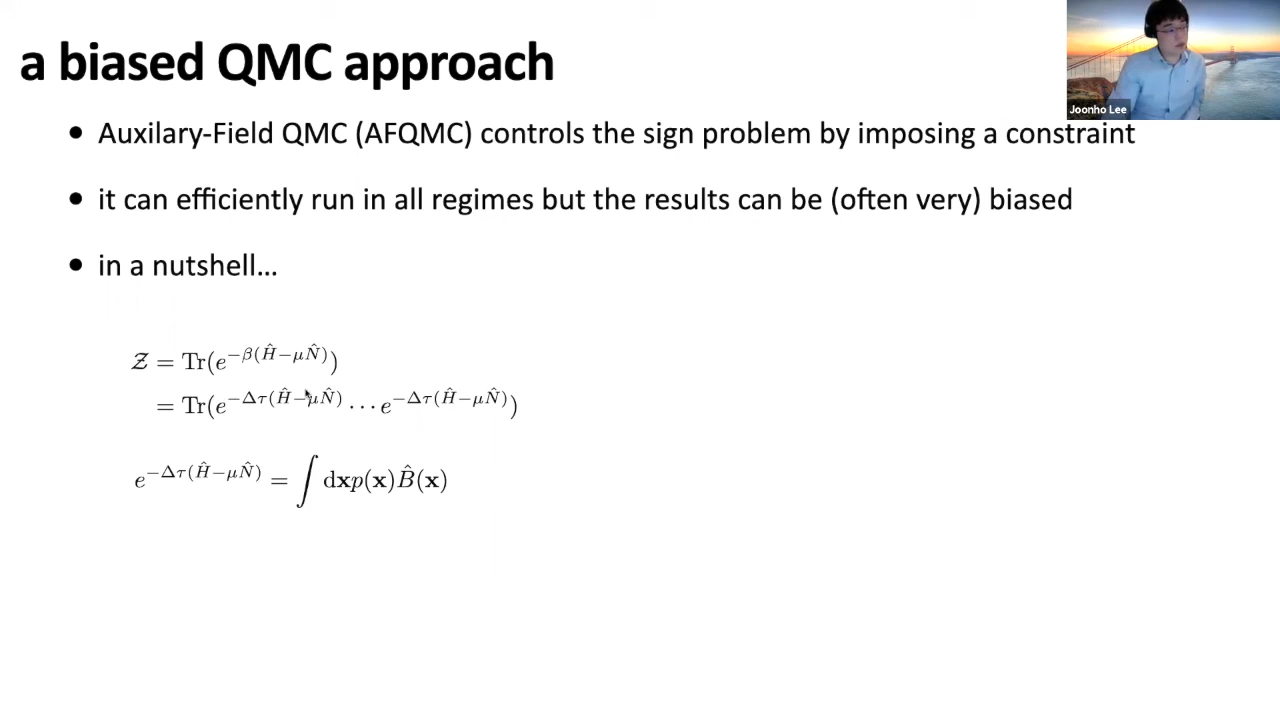 a biased QMC approach
Joonho Lee
• Auxilary-Field QMC (AFQMC) controls the sign problem by imposing a constraint
• it can efficiently run in all regimes but the results can be (often very) biased
• in a nutshell…
𝒵 = Tr(e^{−β(Ĥ−μN̂)})
= Tr(e^{−Δτ(Ĥ−μN̂)} ⋯ e^{−Δτ(Ĥ−μN̂)})
e^{−Δτ(Ĥ−μN̂)} = ∫ dxp(x)B̂(x)